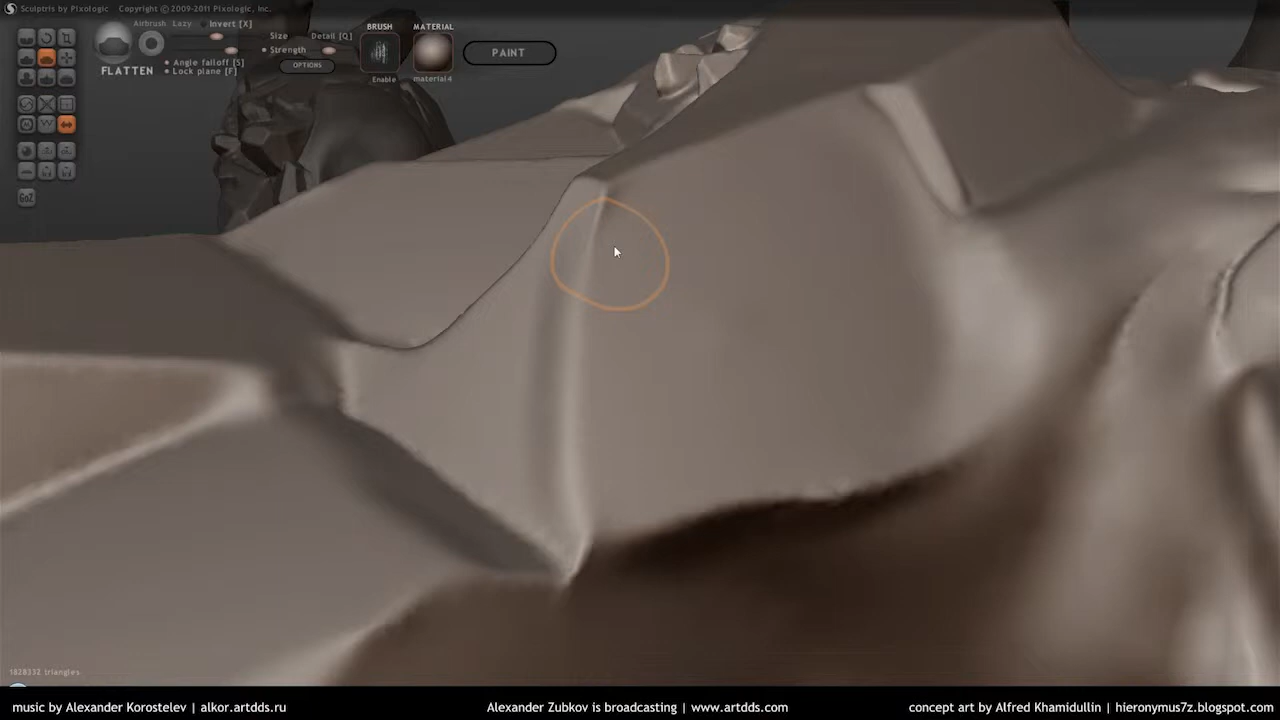 Sculptris by Pixologic Copyright © 2009-2011 Pixologic, Inc.
Airbrush Lazy Invert [X]
Size Detail [Q]
Strength
Angle falloff [S]
Lock plane [F]
FLATTEN
OPTIONS
BRUSH
Enable
MATERIAL
material4
PAINT
GoZ
1828332 triangles
music by Alexander Korostelev | alkor.artdds.ru
Alexander Zubkov is broadcasting | www.artdds.com
concept art by Alfred Khamidullin | hieronymus7z.blogspot.com